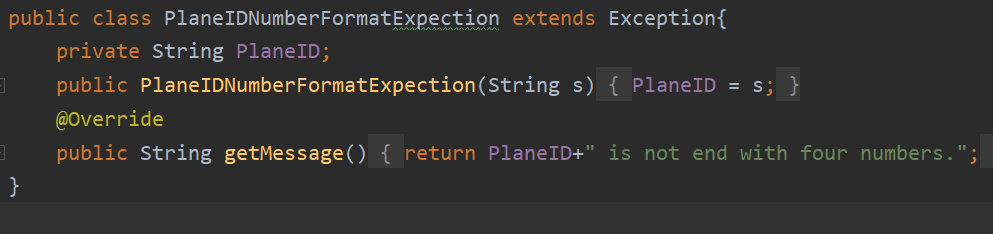 public class PlaneIDNumberFormatExpection extends Exception{
private String PlaneID;
public PlaneIDNumberFormatExpection(String s) { PlaneID = s; }
@Override
public String getMessage() { return PlaneID+" is not end with four numbers.";
}